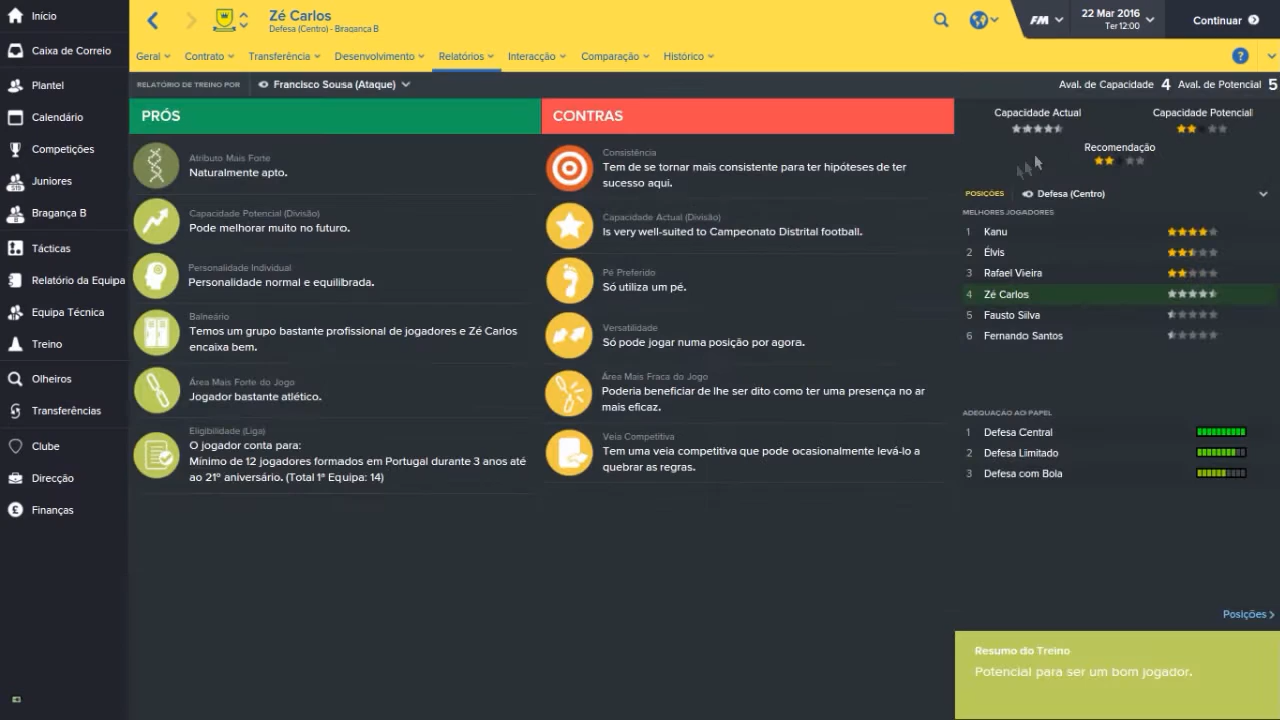 Início
Caixa de Correio
Plantel
Calendário
Competições
Juniores
Bragança B
Tácticas
Relatório da Equipa
Equipa Técnica
Treino
Olheiros
Transferências
Clube
Direcção
Finanças
Zé Carlos
Defesa (Centro) - Bragança B
FM
22 Mar 2016
Ter 12:00
Continuar
Geral
Contrato
Transferência
Desenvolvimento
Relatórios
Interacção
Comparação
Histórico
?
RELATÓRIO DE TREINO POR
Francisco Sousa (Ataque)
Aval. de Capacidade 4 Aval. de Potencial 5
PRÓS
Atributo Mais Forte
Naturalmente apto.
Capacidade Potencial (Divisão)
Pode melhorar muito no futuro.
Personalidade Individual
Personalidade normal e equilibrada.
Balneário
Temos um grupo bastante profissional de jogadores e Zé Carlos
encaixa bem.
Área Mais Forte do Jogo
Jogador bastante atlético.
Eligibilidade (Liga)
O jogador conta para:
Mínimo de 12 jogadores formados em Portugal durante 3 anos até
ao 21º aniversário. (Total 1ª Equipa: 14)
CONTRAS
Consistência
Tem de se tornar mais consistente para ter hipóteses de ter
sucesso aqui.
Capacidade Actual (Divisão)
Is very well-suited to Campeonato Distrital football.
Pé Preferido
Só utiliza um pé.
Versatilidade
Só pode jogar numa posição por agora.
Área Mais Fraca do Jogo
Poderia beneficiar de lhe ser dito como ter uma presença no ar
mais eficaz.
Veia Competitiva
Tem uma veia competitiva que pode ocasionalmente levá-lo a
quebrar as regras.
Capacidade Actual
Capacidade Potencial
Recomendação
POSIÇÕES
Defesa (Centro)
MELHORES JOGADORES
1 Kanu
2 Élvis
3 Rafael Vieira
4 Zé Carlos
5 Fausto Silva
6 Fernando Santos
ADEQUAÇÃO AO PAPEL
1 Defesa Central
2 Defesa Limitado
3 Defesa com Bola
Posições
Resumo do Treino
Potencial para ser um bom jogador.